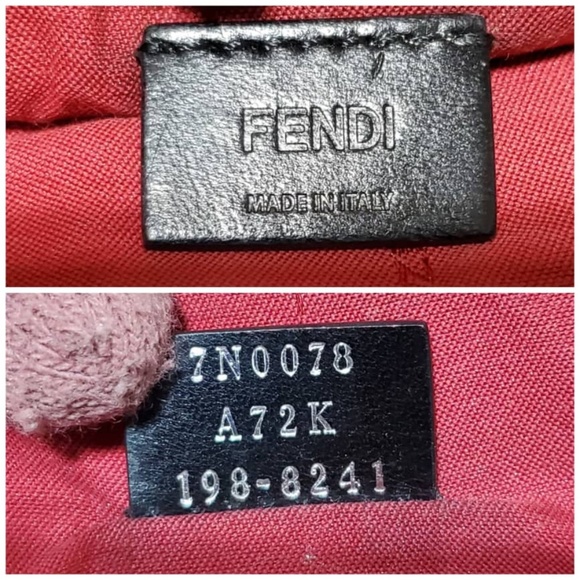 FENDI
MADE IN ITALY
7N0078
A72K
198-8241